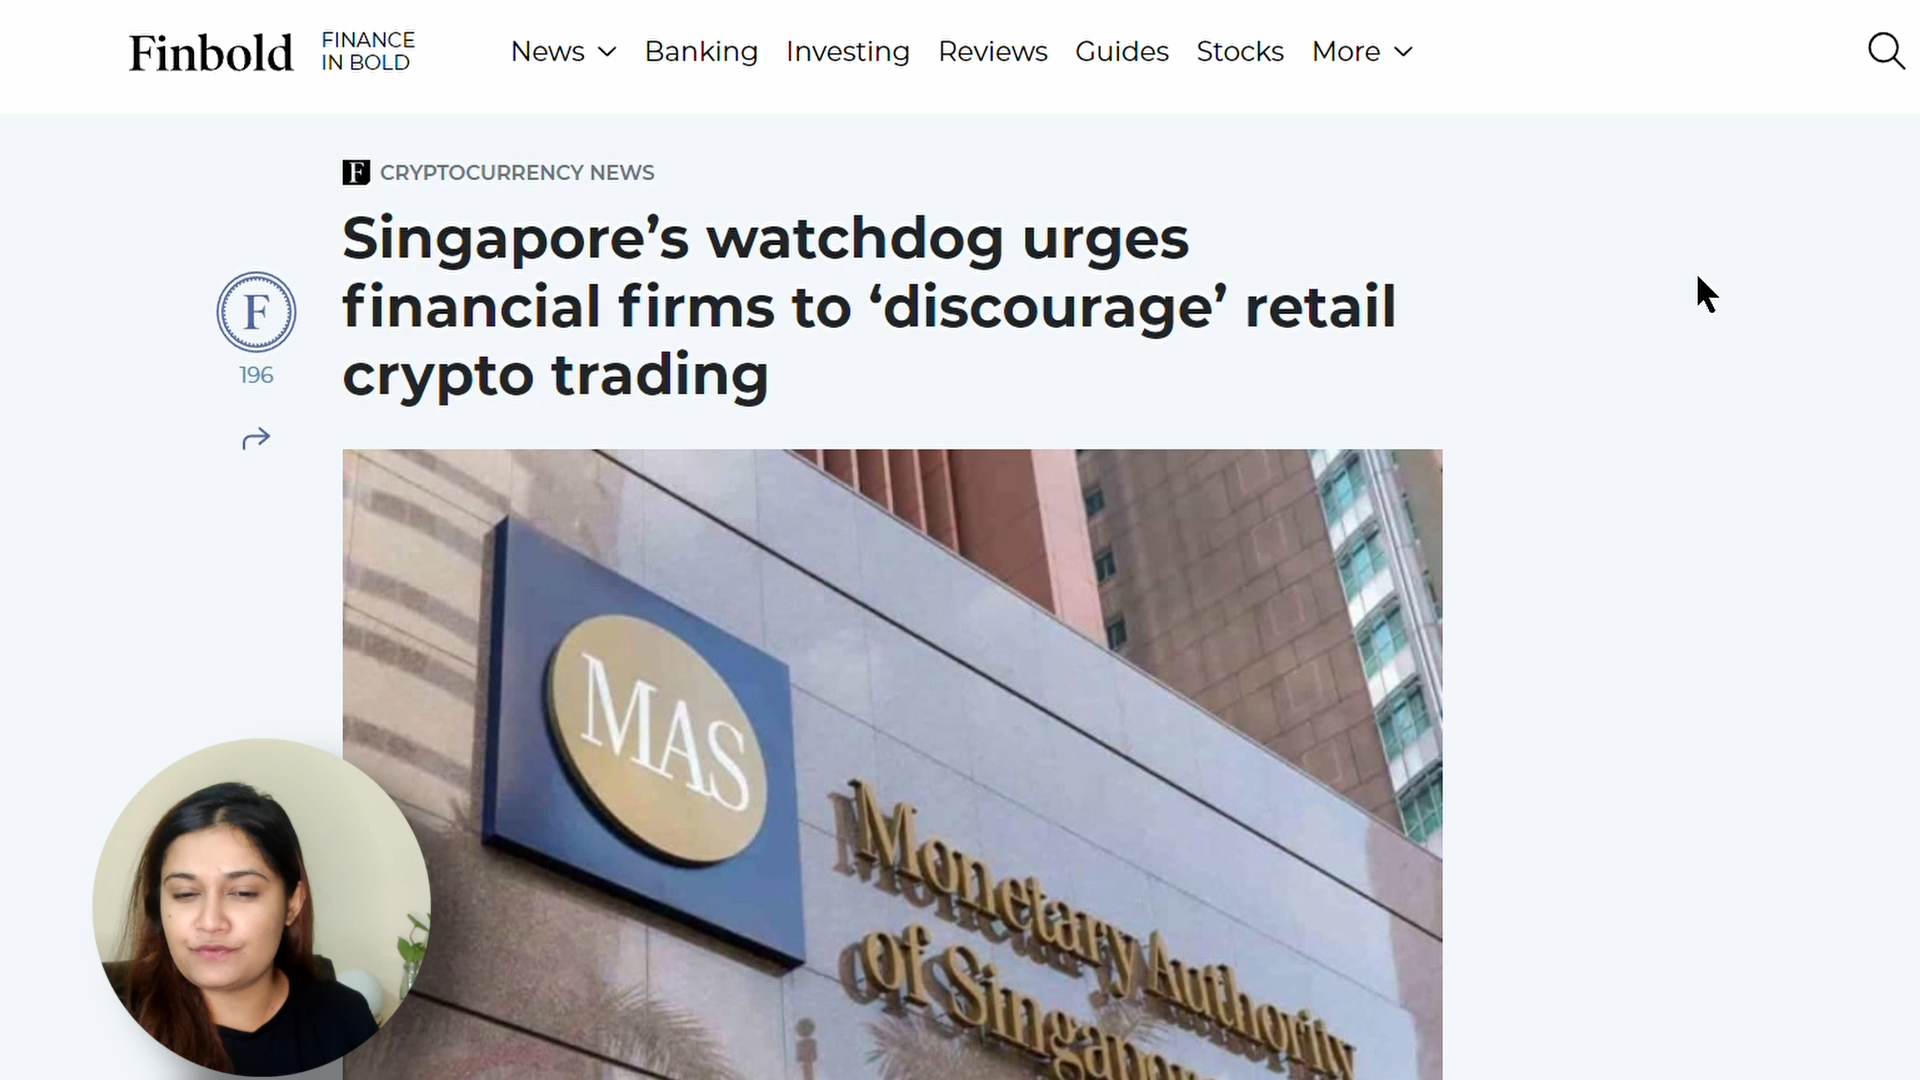 Finbold
FINANCE
IN BOLD
News Banking Investing Reviews Guides Stocks More
F CRYPTOCURRENCY NEWS
Singapore’s watchdog urges
financial firms to ‘discourage’ retail
crypto trading
F
196
MAS
Monetary Authority
of Singapore